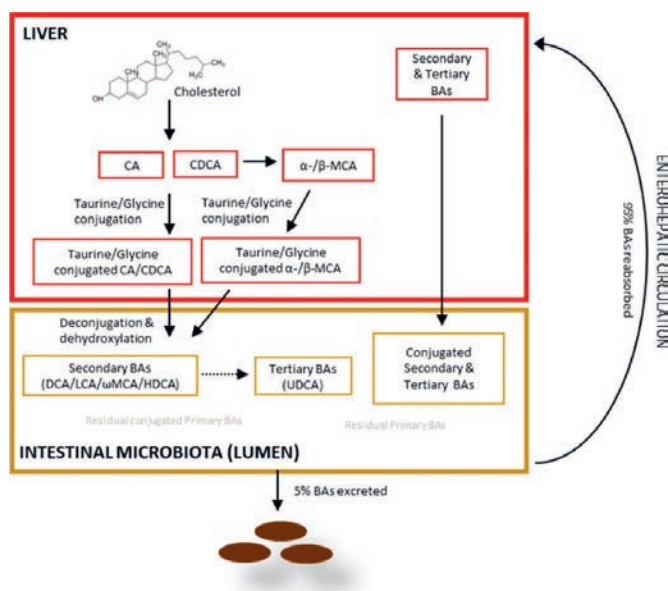 LIVER
CH₃
CH₃
CH₃
CH₃
CH₃
HO
Cholesterol
Secondary
& Tertiary
BAs
CA
CDCA
α-/β-MCA
Taurine/Glycine
conjugation
Taurine/Glycine
conjugation
Taurine/Glycine
conjugated CA/CDCA
Taurine/Glycine
conjugated α-/β-MCA
Deconjugation &
dehydroxylation
Secondary BAs
(DCA/LCA/ωMCA/HDCA)
Tertiary BAs
(UDCA)
Conjugated
Secondary &
Tertiary BAs
Residual conjugated Primary BAs
Residual Primary BAs
INTESTINAL MICROBIOTA (LUMEN)
5% BAs excreted
95% BAs reabsorbed
ENTEROHEPATIC CIRCULATION